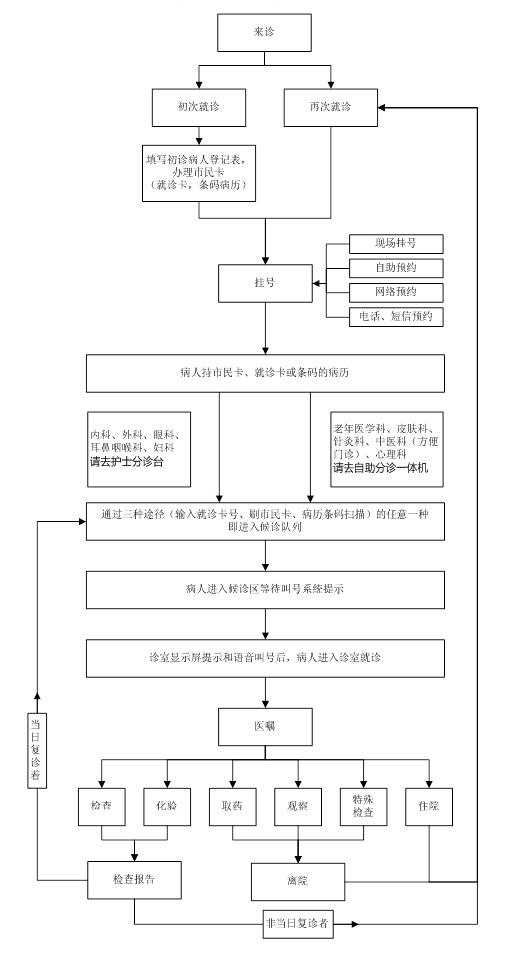 来诊
初次就诊
再次就诊
填写初诊病人登记表，
办理市民卡
（就诊卡，条码病历）
现场挂号
自助预约
挂号
网络预约
电话、短信预约
病人持市民卡、就诊卡或条码的病历
内科、外科、眼科、
耳鼻咽喉科、妇科
请去护士分诊台
老年医学科、皮肤科、
针灸科、中医科（方便
门诊）、心理科
请去自助分诊一体机
通过三种途径（输入就诊卡号、刷市民卡、病历条码扫描）的任意一种
即进入候诊队列
病人进入候诊区等待叫号系统提示
诊室显示屏提示和语音叫号后，病人进入诊室就诊
医嘱
当
日
复
诊
着
检查
化验
取药
观察
特殊
检查
住院
检查报告
离院
非当日复诊者